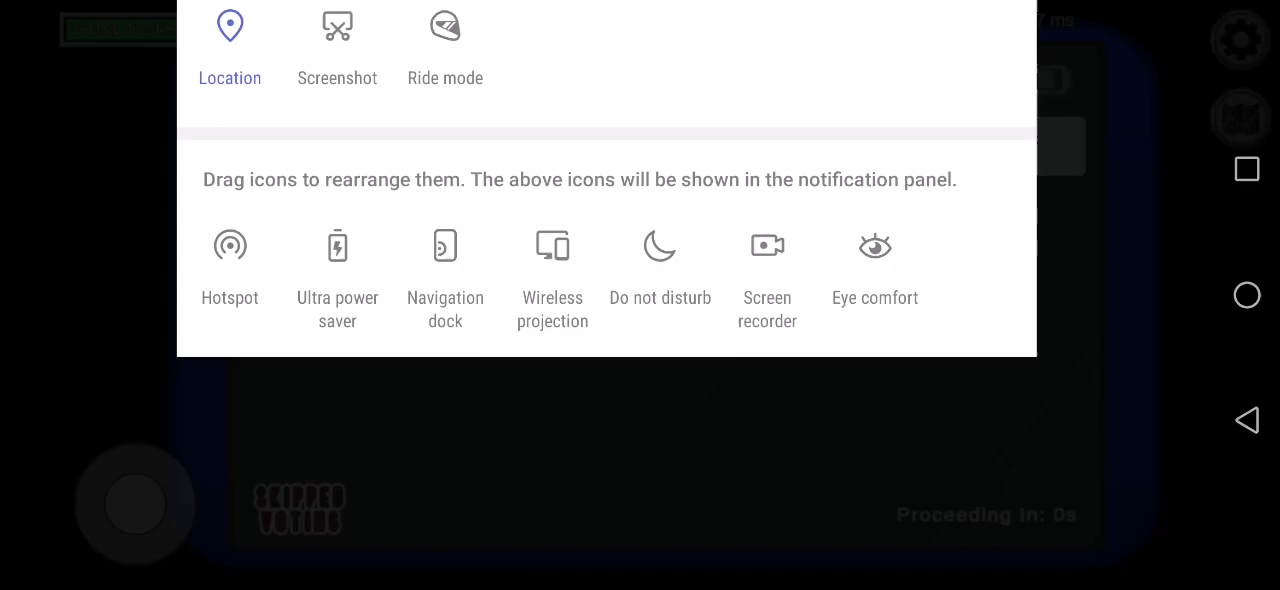 7 ms
Location Screenshot Ride mode
Drag icons to rearrange them. The above icons will be shown in the notification panel.
Hotspot Ultra power saver Navigation dock Wireless projection Do not disturb Screen recorder Eye comfort
SKIPPED VOTING
Proceeding In: 0s